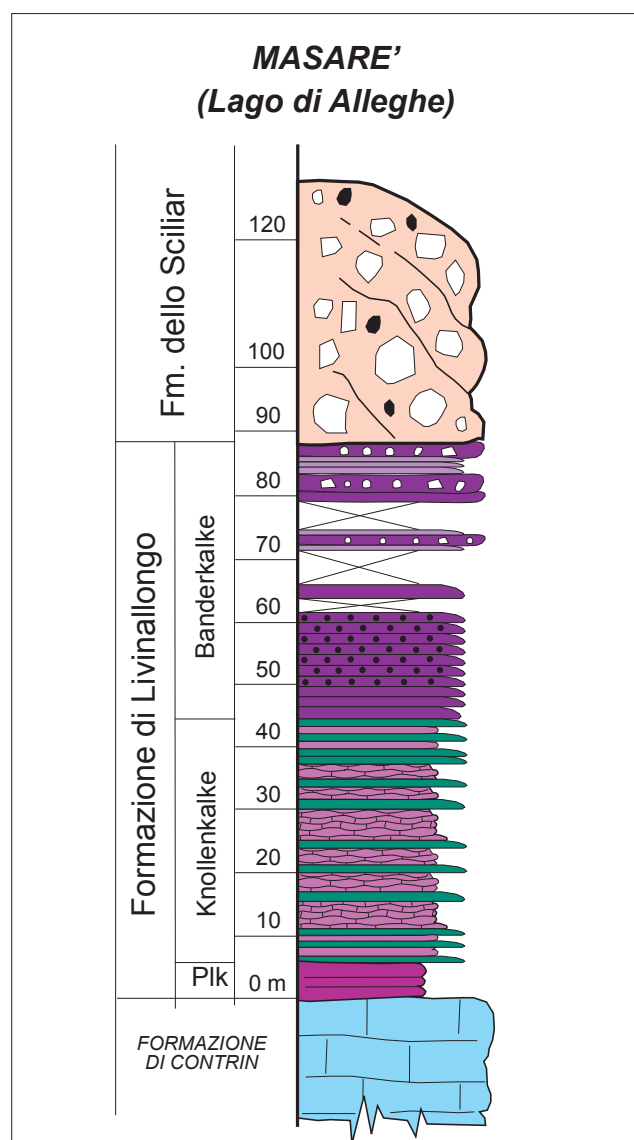 MASARE’
(Lago di Alleghe)
Fm. dello Sciliar
Formazione di Livinallongo
Banderkalke
Knollenkalke
Plk
120
100
90
80
70
60
50
40
30
20
10
0 m
FORMAZIONE
DI CONTRIN